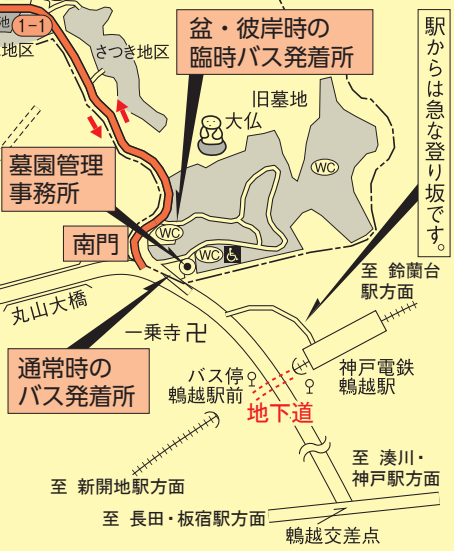 池
1-1
地区
さつき地区
盆・彼岸時の
臨時バス発着所
駅からは急な登り坂です。
旧墓地
大仏
墓園管理
事務所
WC
WC
WC
南門
至 鈴蘭台
駅方面
丸山大橋
一乗寺卍
通常時の
バス発着所
バス停
鵯越駅前
神戸電鉄
鵯越駅
地下道
至 湊川・
神戸駅方面
至 新開地駅方面
至 長田・板宿駅方面
鵯越交差点